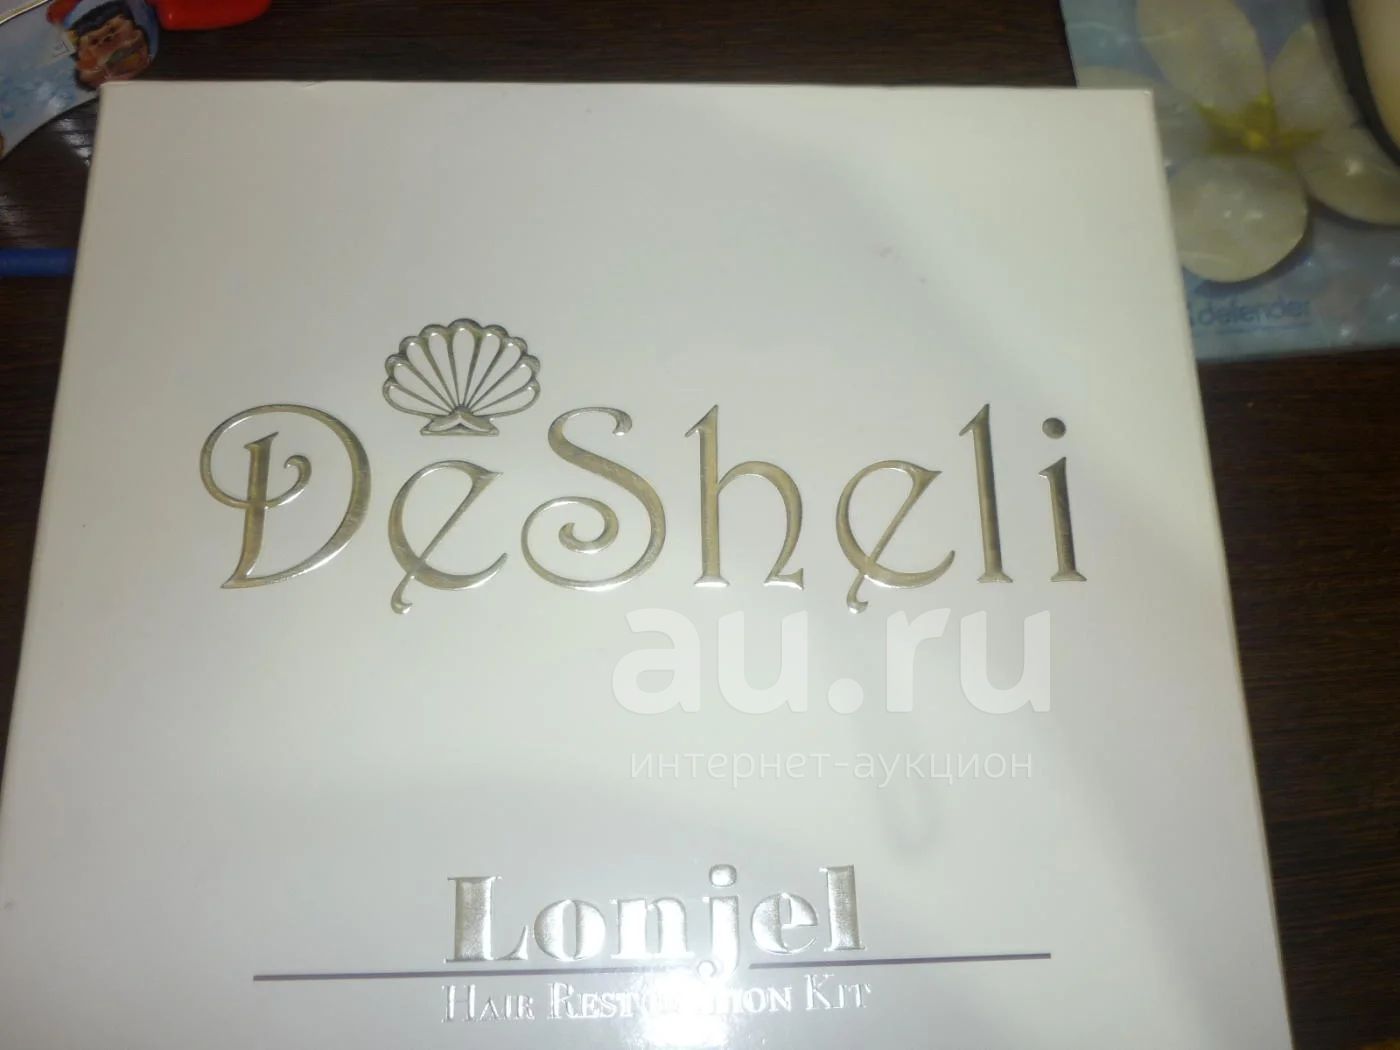 defender
DeSheli
au.ru
интернет-аукцион
Lonjel
Hair Restoration Kit